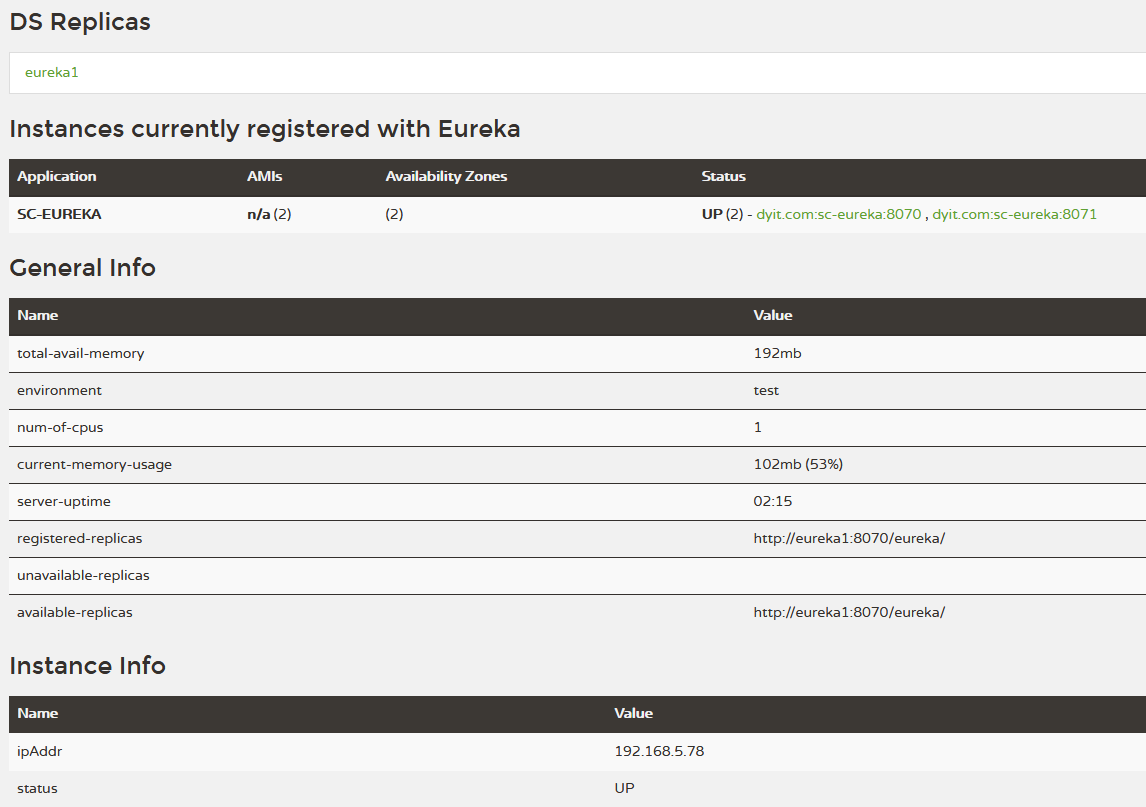 DS Replicas
eureka1
Instances currently registered with Eureka
Application AMIs Availability Zones Status
SC-EUREKA n/a (2) (2) UP (2) - dyit.com:sc-eureka:8070 , dyit.com:sc-eureka:8071
General Info
Name Value
total-avail-memory 192mb
environment test
num-of-cpus 1
current-memory-usage 102mb (53%)
server-uptime 02:15
registered-replicas http://eureka1:8070/eureka/
unavailable-replicas
available-replicas http://eureka1:8070/eureka/
Instance Info
Name Value
ipAddr 192.168.5.78
status UP